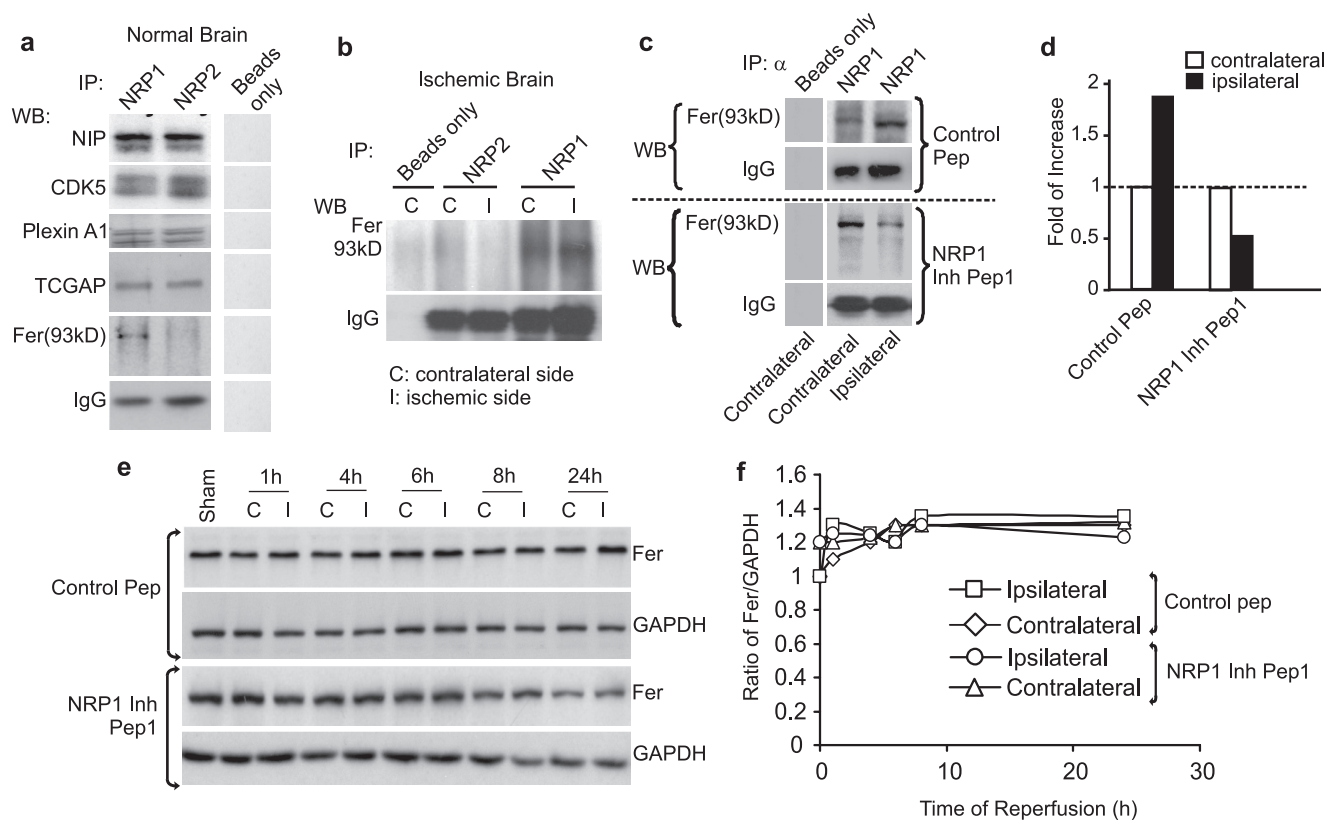 a
Normal Brain
IP:
NRP1
NRP2
Beads only
WB:
NIP
CDK5
Plexin A1
TCGAP
Fer(93kD)
IgG
b
Ischemic Brain
IP:
Beads only
NRP2
NRP1
WB
C C I C I
Fer
93kD
IgG
C: contralateral side
I: ischemic side
c
IP: α
Beads only
NRP1
NRP1
Fer(93kD)
WB
IgG
Control
Pep
Fer(93kD)
WB
IgG
NRP1
Inh Pep1
Contralateral
Contralateral
Ipsilateral
d
contralateral
ipsilateral
Fold of Increase
2
1.5
1
0.5
0
Control Pep
NRP1 Inh Pep1
e
Sham
1h 4h 6h 8h 24h
C I C I C I C I C I
Control Pep
Fer
GAPDH
NRP1 Inh
Pep1
Fer
GAPDH
f
Ratio of Fer/GAPDH
1.6
1.4
1.2
1
0.8
0.6
0.4
0.2
0
0 10 20 30
Time of Reperfusion (h)
Ipsilateral
Contralateral
Control pep
Ipsilateral
Contralateral
NRP1 Inh Pep1